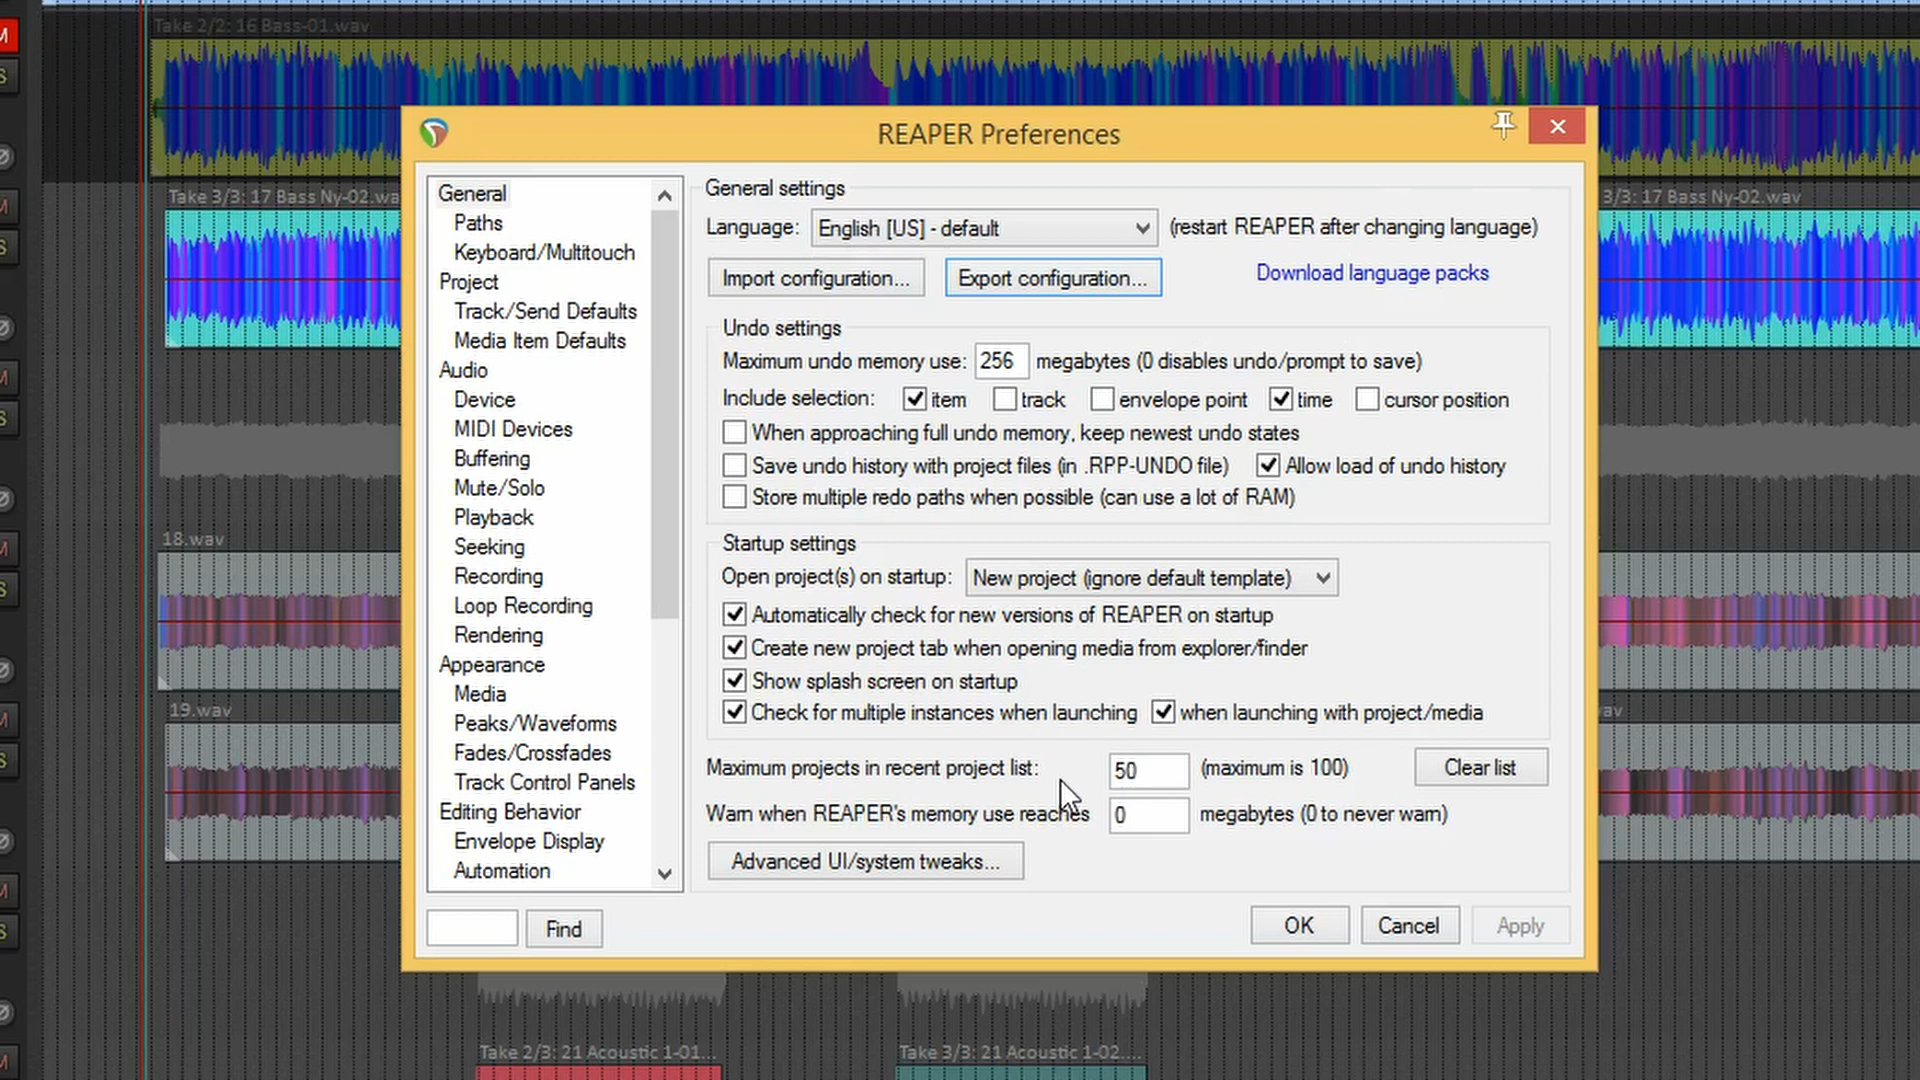 Take 2/2: 16 Bass-01.wav
REAPER Preferences
Take 3/3: 17 Bass Ny-02.wa
3/3: 17 Bass Ny-02.wav
18.wav
19.wav
wav
General
Paths
Keyboard/Multitouch
Project
Track/Send Defaults
Media Item Defaults
Audio
Device
MIDI Devices
Buffering
Mute/Solo
Playback
Seeking
Recording
Loop Recording
Rendering
Appearance
Media
Peaks/Waveforms
Fades/Crossfades
Track Control Panels
Editing Behavior
Envelope Display
Automation
Find
General settings
Language: English [US] - default (restart REAPER after changing language)
Import configuration... Export configuration... Download language packs
Undo settings
Maximum undo memory use: 256 megabytes (0 disables undo/prompt to save)
Include selection: item track envelope point time cursor position
When approaching full undo memory, keep newest undo states
Save undo history with project files (in .RPP-UNDO file) Allow load of undo history
Store multiple redo paths when possible (can use a lot of RAM)
Startup settings
Open project(s) on startup: New project (ignore default template)
Automatically check for new versions of REAPER on startup
Create new project tab when opening media from explorer/finder
Show splash screen on startup
Check for multiple instances when launching when launching with project/media
Maximum projects in recent project list: 50 (maximum is 100) Clear list
Warn when REAPER's memory use reaches 0 megabytes (0 to never warn)
Advanced UI/system tweaks...
OK Cancel Apply
Take 2/3: 21 Acoustic 1-01...
Take 3/3: 21 Acoustic 1-02....
M
S
M
S
M
S
M
S
M
S
M
S
M